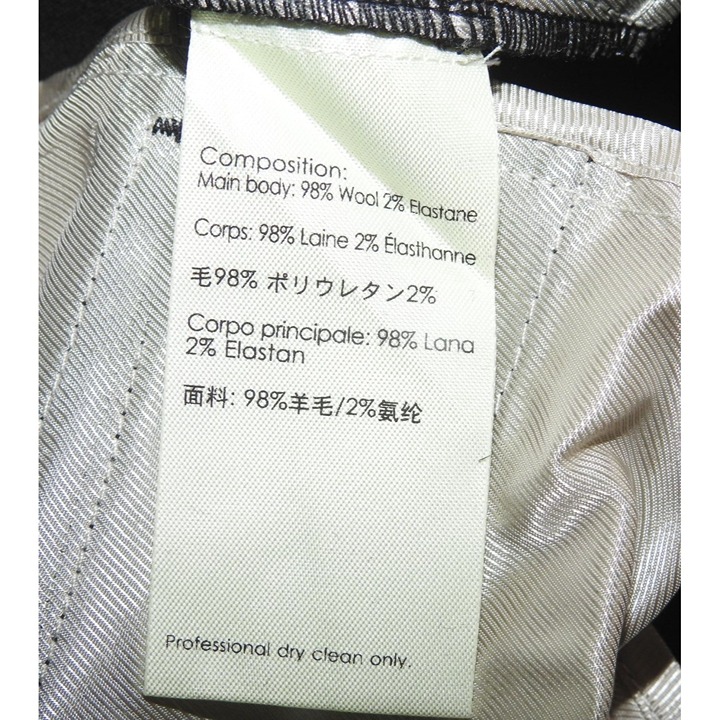 Composition:
Main body: 98% Wool 2% Elastane
Corps: 98% Laine 2% Élasthanne
毛98% ポリウレタン2%
Corpo principale: 98% Lana
2% Elastan
面料: 98%羊毛/2%氨纶
Professional dry clean only.